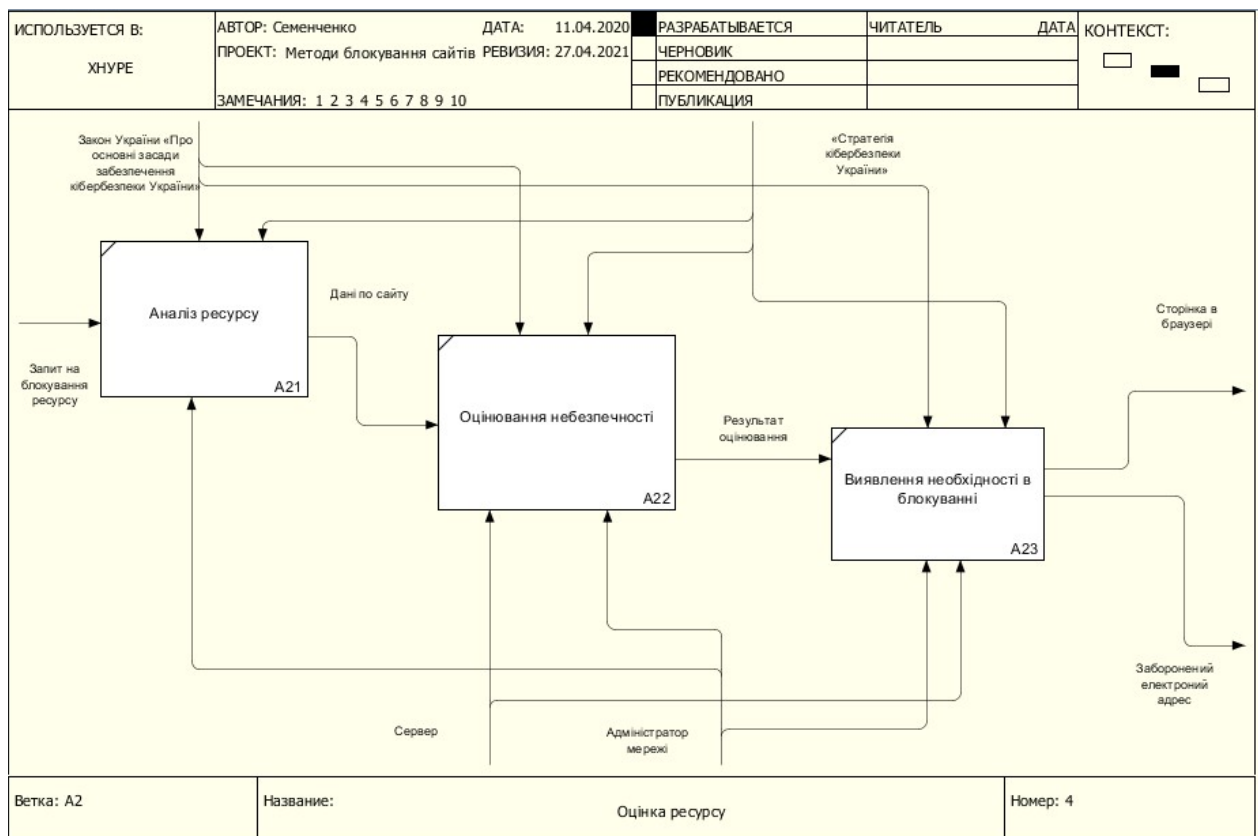 ИСПОЛЬЗУЕТСЯ В:
ХНУРЕ
АВТОР: Семенченко
ДАТА: 11.04.2020
ПРОЕКТ: Методи блокування сайтів
РЕВИЗИЯ: 27.04.2021
ЗАМЕЧАНИЯ: 1 2 3 4 5 6 7 8 9 10
РАЗРАБАТЫВАЕТСЯ
ЧЕРНОВИК
РЕКОМЕНДОВАНО
ПУБЛИКАЦИЯ
ЧИТАТЕЛЬ
ДАТА
КОНТЕКСТ:
Закон України «Про
основні засади
забезпечення
кібербезпеки України»
«Стратегія
кібербезпеки
України»
Аналіз ресурсу
A21
Дані по сайту
Запит на
блокування
ресурсу
Оцінювання небезпечності
A22
Результат
оцінювання
Виявлення необхідності в
блокуванні
A23
Сторінка в
браузері
Заборонений
електроний
адрес
Сервер
Адміністратор
мережі
Ветка: A2
Название:
Оцінка ресурсу
Номер: 4